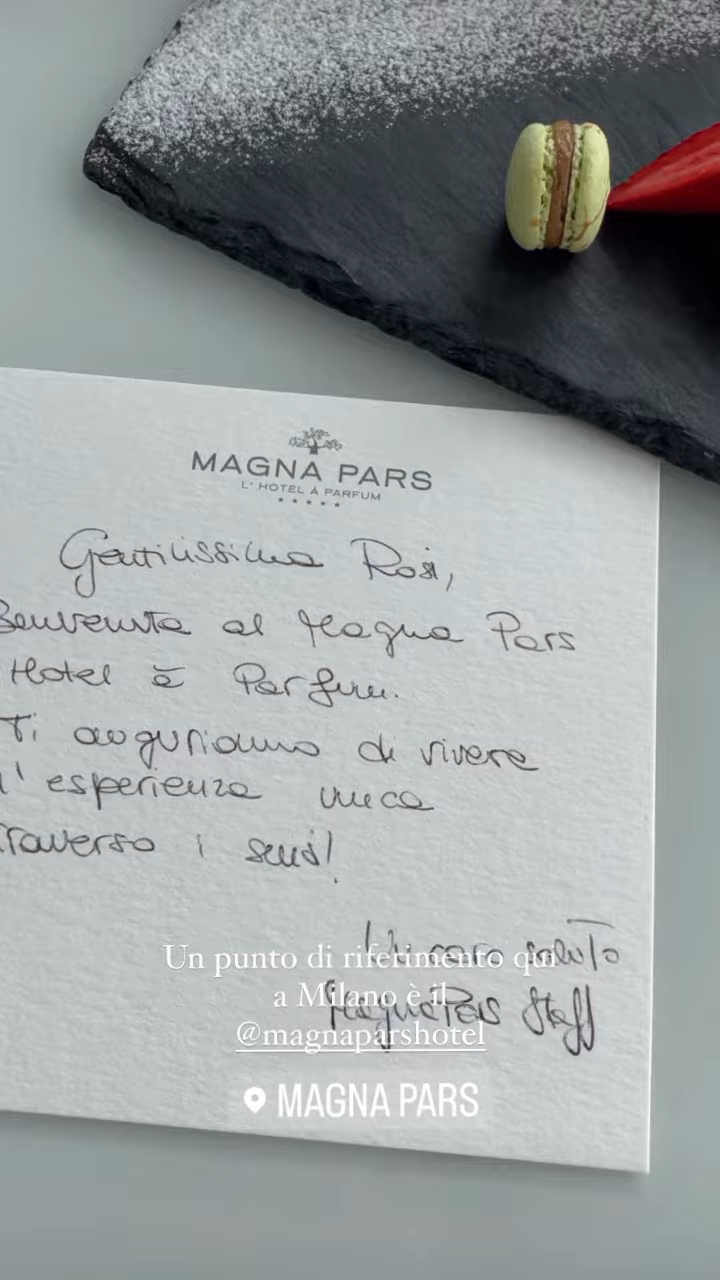 MAGNA PARS
L'HOTEL À PARFUM
Gentilissima Rosi,
Benvenuta al Magna Pars
Hotel à Parfum.
Ti auguriamo di vivere
l'esperienza unica
traverso i sensi!
Un caro saluto
Magna Pars Staff
Un punto di riferimento qui
a Milano è il
@magnaparshotel
MAGNA PARS